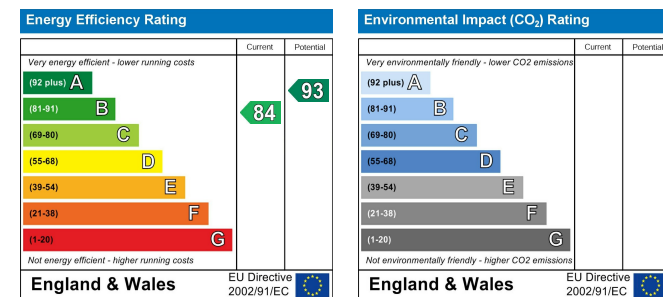 Energy Efficiency Rating
Current Potential
Very energy efficient - lower running costs
(92 plus) A
93
(81-91) B
84
(69-80) C
(55-68) D
(39-54) E
(21-38) F
(1-20) G
Not energy efficient - higher running costs
England & Wales
EU Directive
2002/91/EC
Environmental Impact (CO₂) Rating
Current Potential
Very environmentally friendly - lower CO2 emissions
(92 plus) A
(81-91) B
(69-80) C
(55-68) D
(39-54) E
(21-38) F
(1-20) G
Not environmentally friendly - higher CO2 emissions
England & Wales
EU Directive
2002/91/EC